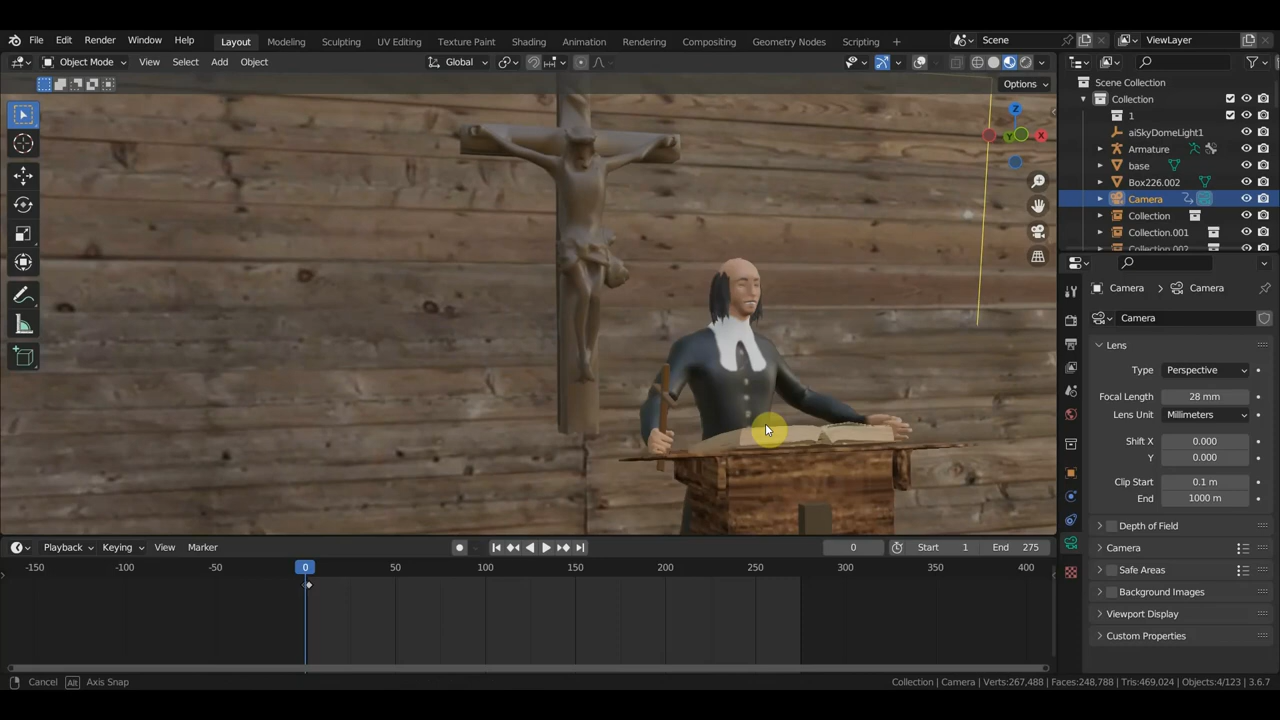 File Edit Render Window Help Layout Modeling Sculpting UV Editing Texture Paint Shading Animation Rendering Compositing Geometry Nodes Scripting Scene ViewLayer
Object Mode View Select Add Object Global
Options
Z
Y
X
Scene Collection
Collection
1
aiSkyDomeLight1
Armature
base
Box226.002
Camera
Collection
Collection.001
Collection.002
Camera Camera
Camera
Lens
Type Perspective
Focal Length 28 mm
Lens Unit Millimeters
Shift X 0.000
Y 0.000
Clip Start 0.1 m
End 1000 m
Depth of Field
Camera
Safe Areas
Background Images
Viewport Display
Custom Properties
Playback Keying View Marker 0 Start 1 End 275
-150 -100 -50 0 50 100 150 200 250 300 350 400
Cancel Alt Axis Snap Collection | Camera | Verts:267,488 | Faces:248,788 | Tris:469,024 | Objects:4/123 | 3.6.7